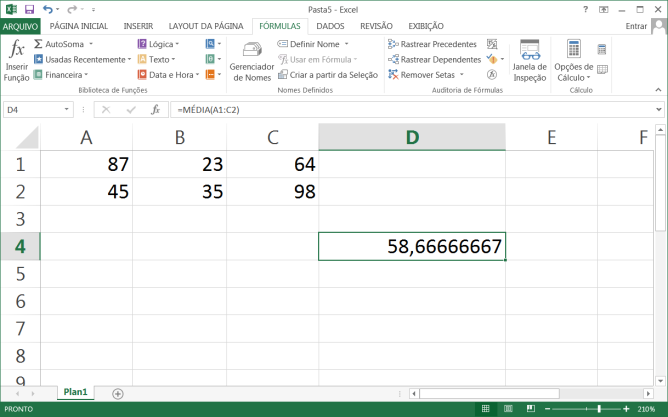 Pasta5 - Excel
ARQUIVO PÁGINA INICIAL INSERIR LAYOUT DA PÁGINA FÓRMULAS DADOS REVISÃO EXIBIÇÃO Entrar
fx Inserir Função
Σ AutoSoma
Usadas Recentemente
Financeira
Lógica
Texto
Data e Hora
Biblioteca de Funções
Gerenciador de Nomes
Definir Nome
Usar em Fórmula
Criar a partir da Seleção
Nomes Definidos
Rastrear Precedentes
Rastrear Dependentes
Remover Setas
Auditoria de Fórmulas
Janela de Inspeção
Opções de Cálculo
Cálculo
D4 fx =MÉDIA(A1:C2)
A B C D E F
1 87 23 64
2 45 35 98
3
4 58,66666667
5
6
7
8
9
Plan1
PRONTO 210%